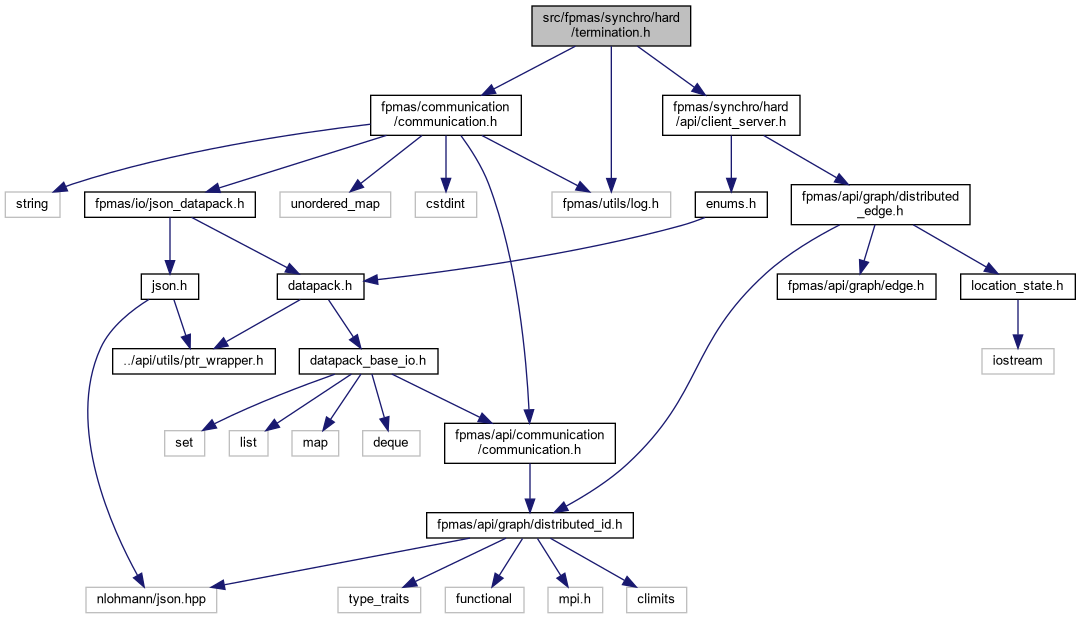 src/fpmas/synchro/hard
/termination.h
fpmas/communication
/communication.h
fpmas/synchro/hard
/api/client_server.h
string
fpmas/io/json_datapack.h
unordered_map
cstdint
fpmas/utils/log.h
enums.h
fpmas/api/graph/distributed
_edge.h
json.h
datapack.h
fpmas/api/graph/edge.h
location_state.h
../api/utils/ptr_wrapper.h
datapack_base_io.h
iostream
set
list
map
deque
fpmas/api/communication
/communication.h
fpmas/api/graph/distributed_id.h
nlohmann/json.hpp
type_traits
functional
mpi.h
climits